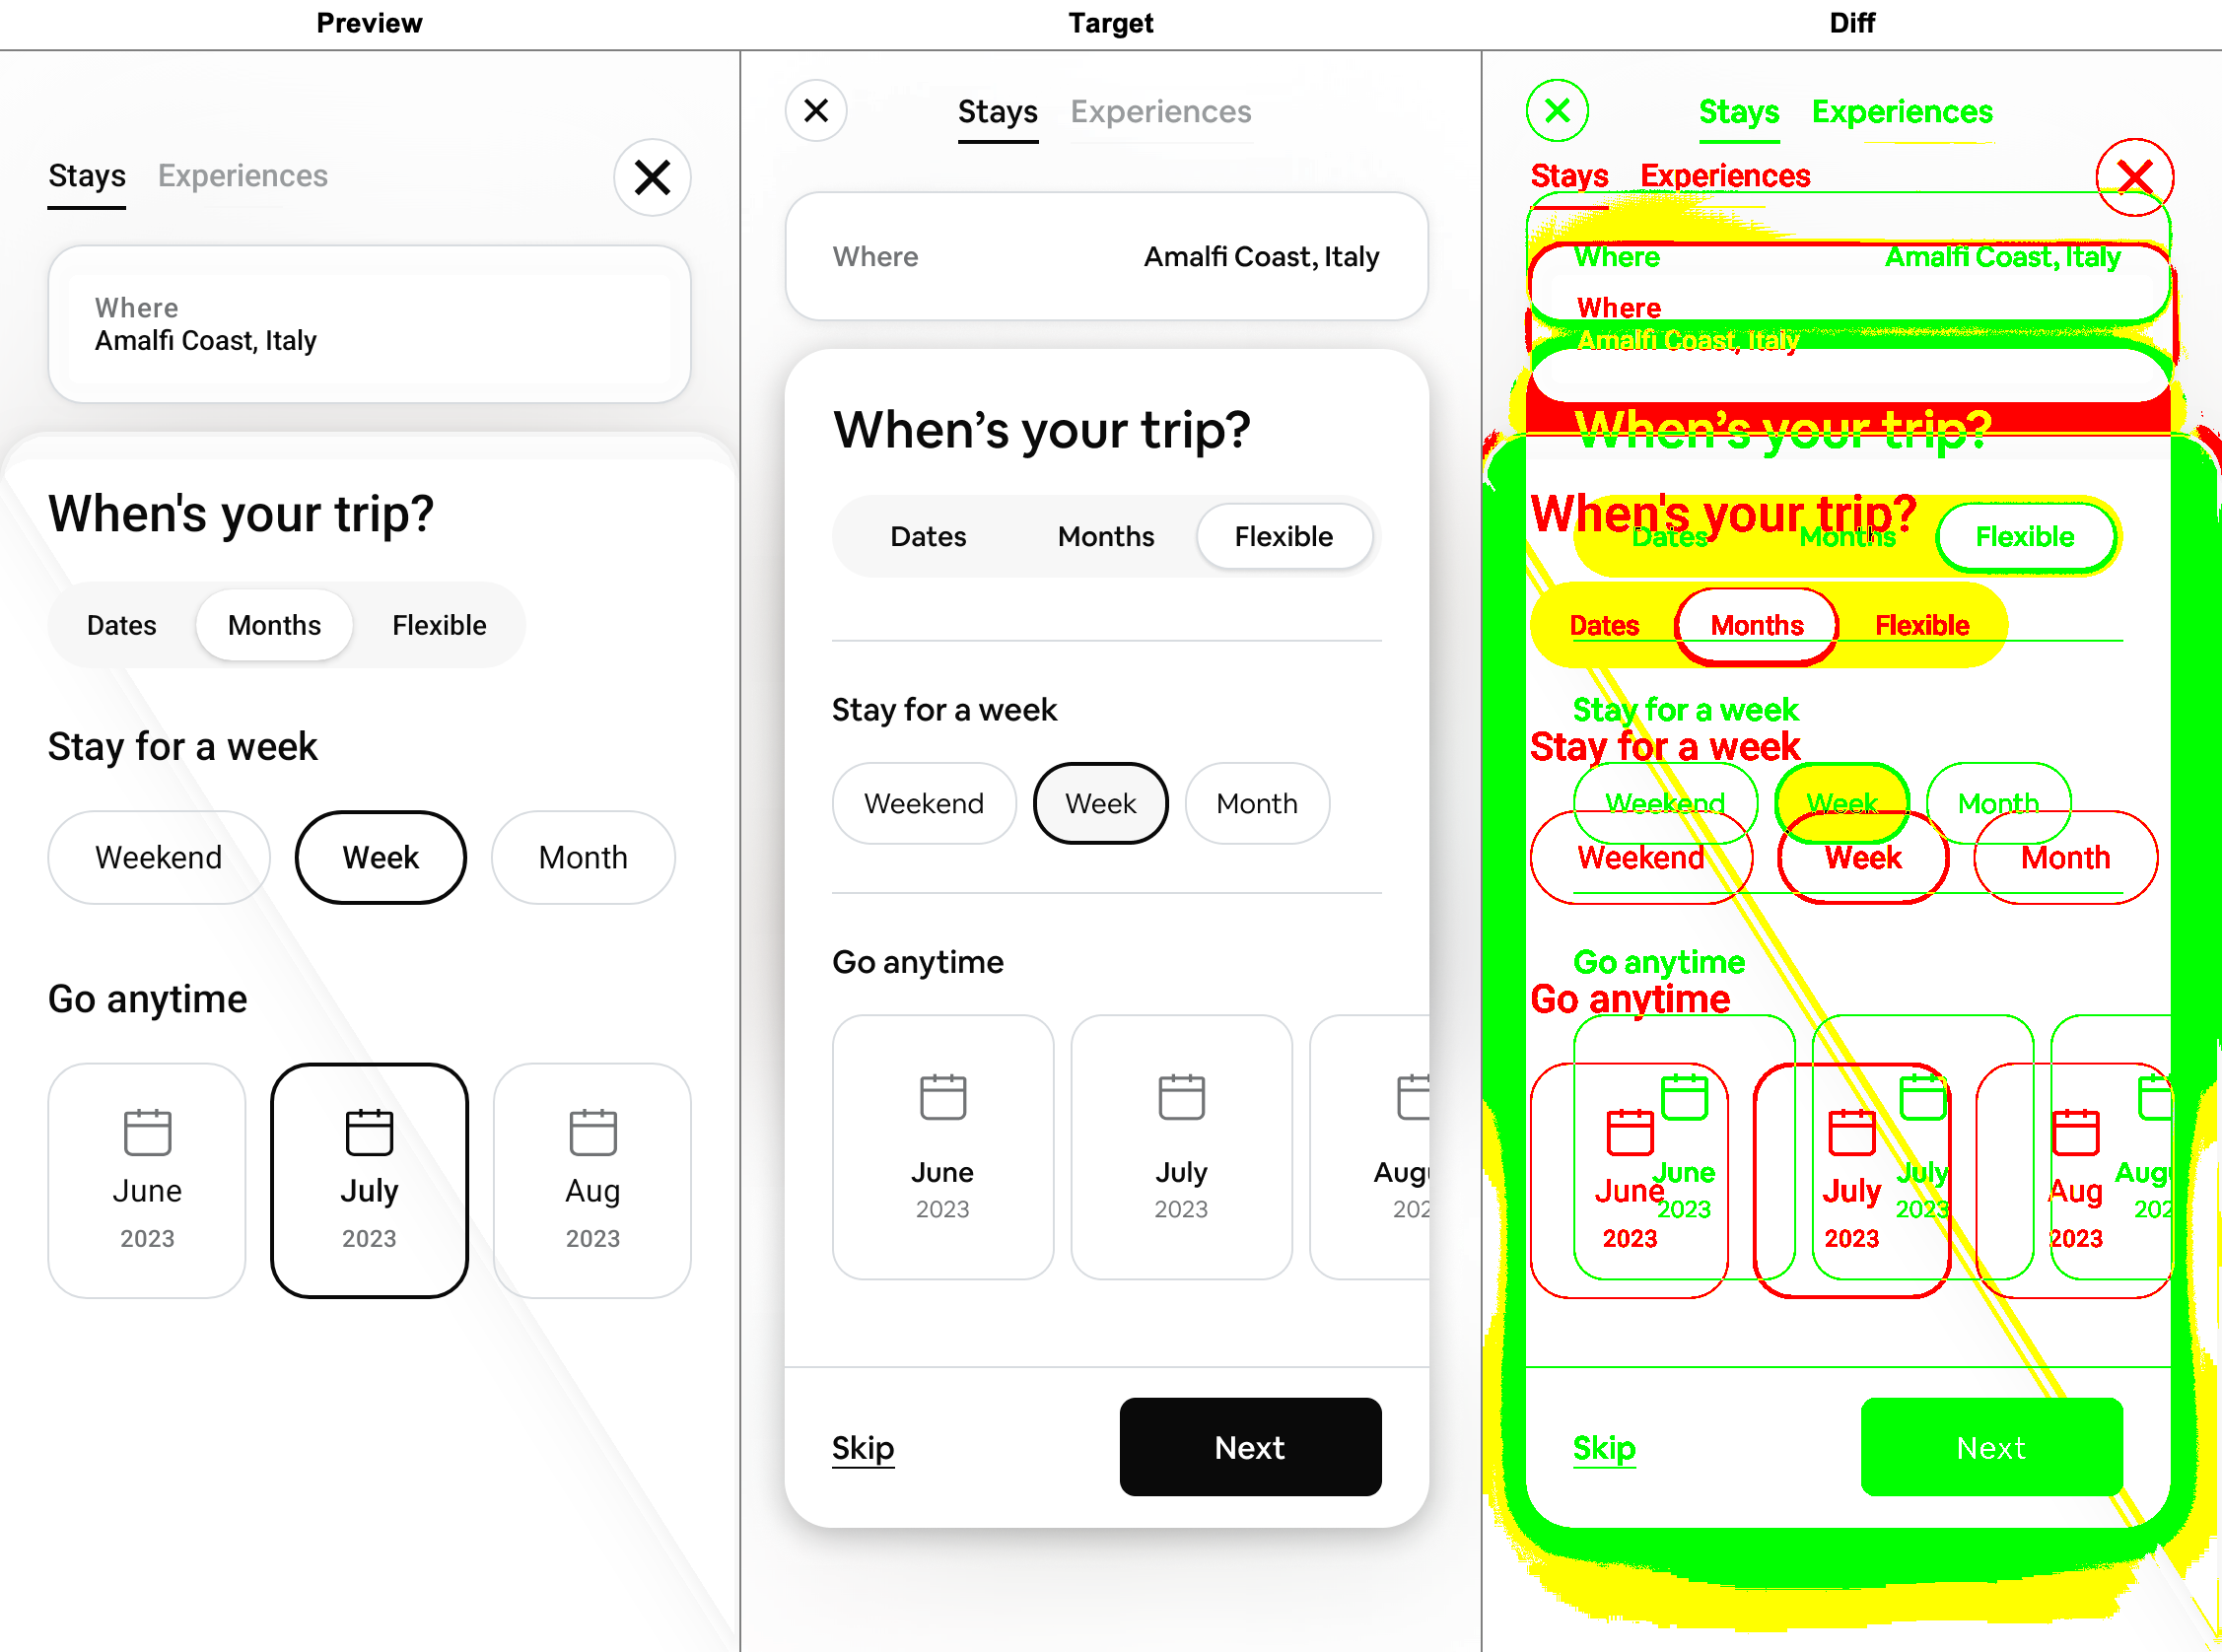 Preview
Target
Diff
Stays Experiences
Where
Amalfi Coast, Italy
When's your trip?
Dates Months Flexible
Stay for a week
Weekend Week Month
Go anytime
June July Aug
2023 2023 2023
Stays Experiences
Where Amalfi Coast, Italy
When’s your trip?
Dates Months Flexible
Stay for a week
Weekend Week Month
Go anytime
June July Augu
2023 2023 202
Skip Next
Stays Experiences
Stays Experiences
Where Amalfi Coast, Italy
Where
Amalfi Coast, Italy
When’s your trip?
When's your trip?
Dates Months Flexible
Dates Months Flexible
Stay for a week
Stay for a week
Weekend Week Month
Weekend Week Month
Go anytime
Go anytime
June July Augu
June July Aug
2023 2023 202
2023 2023 2023
Skip Next